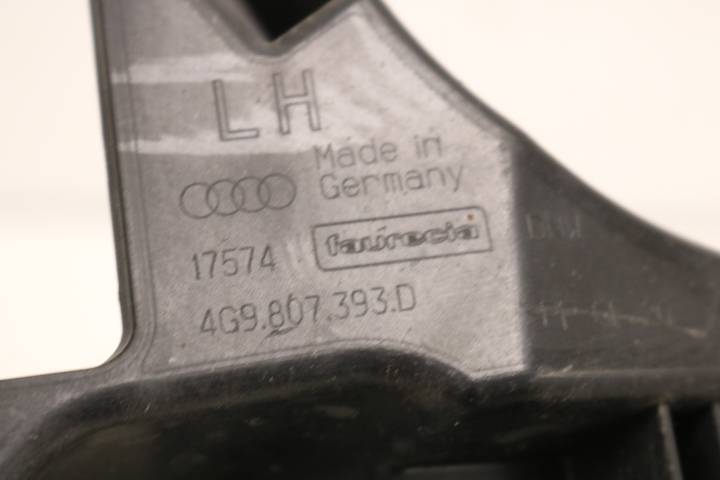 LH
Made in
Germany
17574
faurecia
4G9.807.393.D